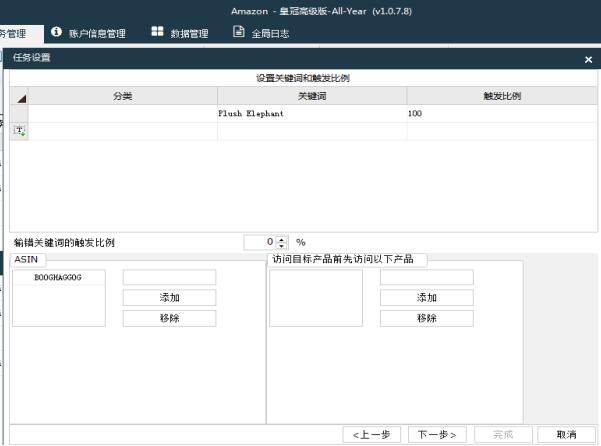 Amazon - 皇冠高级版-All-Year (v1.0.7.8)
务管理 账户信息管理 数据管理 全局日志
任务设置
设置关键词和触发比例
分类 关键词 触发比例
Plush Elephant 100
输错关键词的触发比例 0 %
ASIN 访问目标产品前先访问以下产品
B00GHAGGOG
添加 添加
移除 移除
<上一步 下一步> 完成 取消